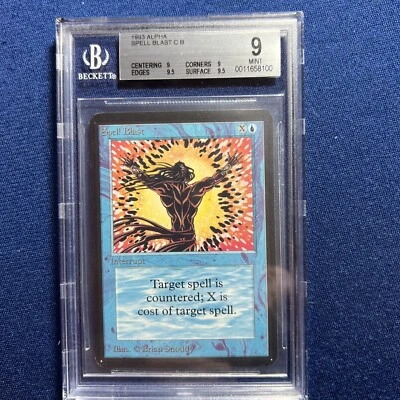 1993 ALPHA
SPELL BLAST C B
CENTERING 9 CORNERS 9
EDGES 9.5 SURFACE 9.5
9
MINT
0011658100
B
BECKETT
Spell Blast X
Interrupt
Target spell is
countered; X is
cost of target spell.
Illus. © Brian Snoddy